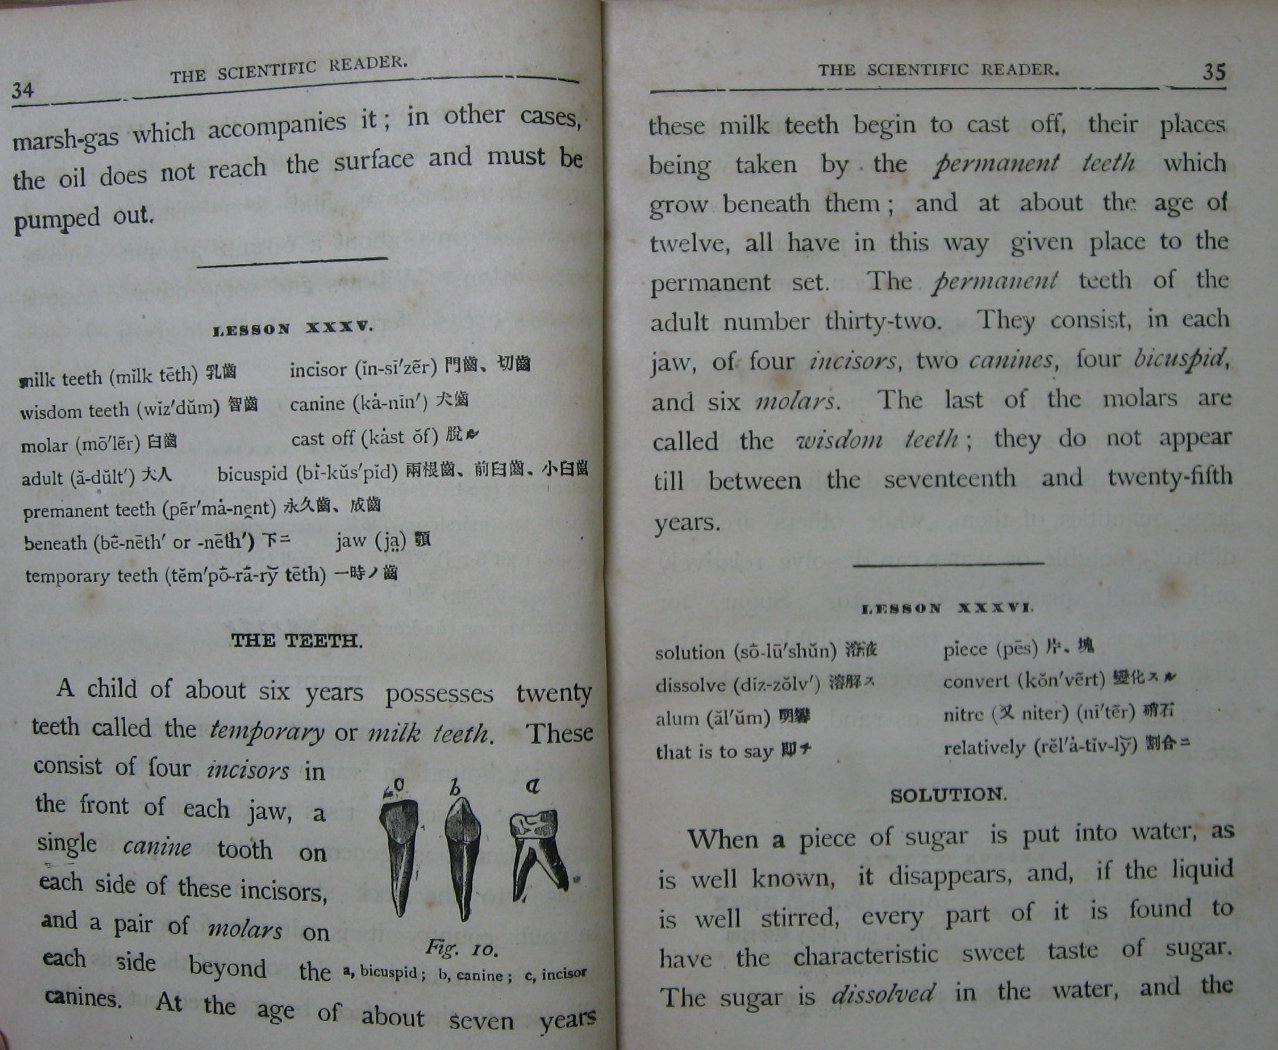 34
THE SCIENTIFIC READER.
marsh-gas which accompanies it; in other cases,
the oil does not reach the surface and must be
pumped out.
LESSON XXXV.
milk teeth (mĭlk tēth) 乳齒 incisor (ĭn-sī′zẽr) 門齒、切齒
wisdom teeth (wĭz′dŭm) 智齒 canine (kȧ-nīn′) 犬齒
molar (mō′lẽr) 臼齒 cast off (kȧst ŏf) 脫ル
adult (ă-dŭlt′) 大人 bicuspid (bī-kŭs′pĭd) 兩根齒、前臼齒、小臼齒
premanent teeth (pẽr′mȧ-nent) 永久齒、成齒
beneath (bē-nēth′ or -nēth′) 下ニ jaw (ja̤) 顎
temporary teeth (tĕm′pō-rā-rȳ tēth) 一時ノ齒
THE TEETH.
A child of about six years possesses twenty
teeth called the temporary or milk teeth. These
consist of four incisors in
the front of each jaw, a
single canine tooth on
each side of these incisors,
and a pair of molars on
each side beyond the
canines. At the age of about seven years
c b a
Fig. 10.
a, bicuspid; b, canine; c, incisor
THE SCIENTIFIC READER.
35
these milk teeth begin to cast off, their places
being taken by the permanent teeth which
grow beneath them; and at about the age of
twelve, all have in this way given place to the
permanent set. The permanent teeth of the
adult number thirty-two. They consist, in each
jaw, of four incisors, two canines, four bicuspid,
and six molars. The last of the molars are
called the wisdom teeth; they do not appear
till between the seventeenth and twenty-fifth
years.
LESSON XXXVI.
solution (sō-lū′shŭn) 溶液 piece (pēs) 片、塊
dissolve (dĭz-zŏlv′) 溶解ス convert (kŏn′vẽrt) 變化スル
alum (ăl′ŭm) 明礬 nitre (又 niter) (nī′tẽr) 硝石
that is to say 即チ relatively (rĕl′ȧ-tĭv-lȳ) 割合ニ
SOLUTION.
When a piece of sugar is put into water, as
is well known, it disappears, and, if the liquid
is well stirred, every part of it is found to
have the characteristic sweet taste of sugar.
The sugar is dissolved in the water, and the